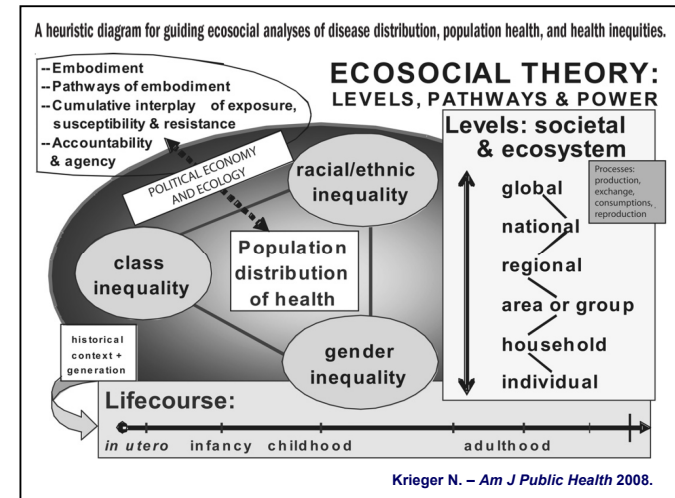 A heuristic diagram for guiding ecosocial analyses of disease distribution, population health, and health inequities.
-- Embodiment
-- Pathways of embodiment
-- Cumulative interplay of exposure,
susceptibility & resistance
-- Accountability
& agency
ECOSOCIAL THEORY:
LEVELS, PATHWAYS & POWER
POLITICAL ECONOMY
AND ECOLOGY
racial/ethnic
inequality
class
inequality
Population
distribution
of health
gender
inequality
Levels: societal
& ecosystem
global
national
regional
area or group
household
individual
Processes:
production,
exchange,
consumptions,
reproduction
historical
context +
generation
Lifecourse:
in utero infancy childhood adulthood
Krieger N. – Am J Public Health 2008.